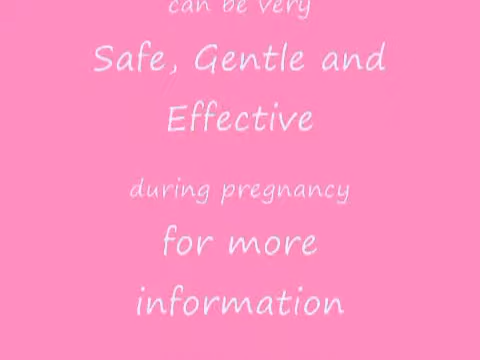 can be very
Safe, Gentle and
Effective
during pregnancy
for more
information